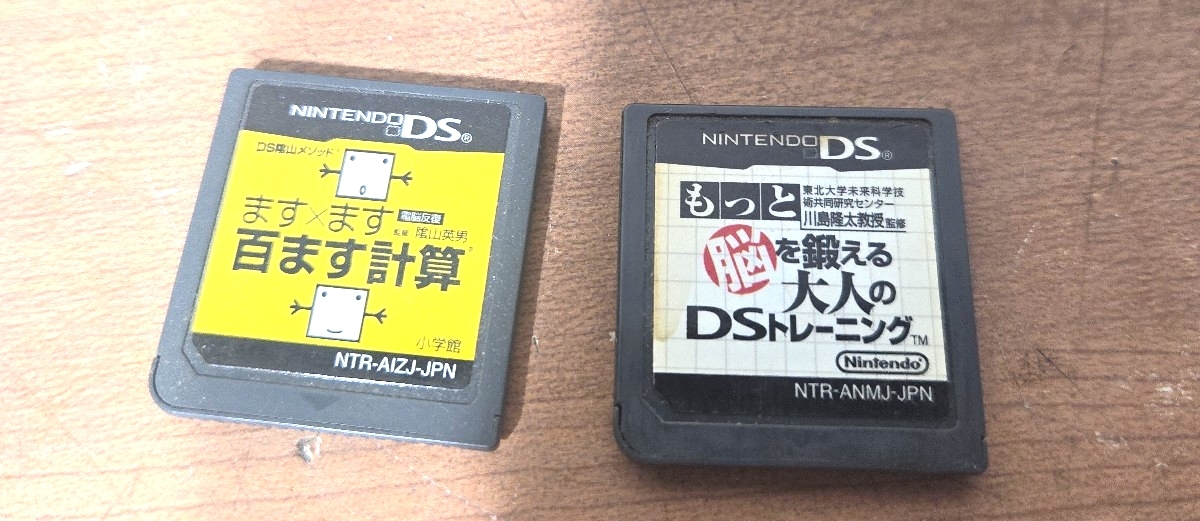 NINTENDO DS®
DS陰山メソッド
ます×ます 電脳反復
監修 陰山英男
百ます計算
小学館
NTR-AIZJ-JPN
NINTENDO DS®
もっと
東北大学未来科学技
術共同研究センター
川島隆太教授 監修
脳を鍛える
大人の
DSトレーニング™
Nintendo®
NTR-ANMJ-JPN